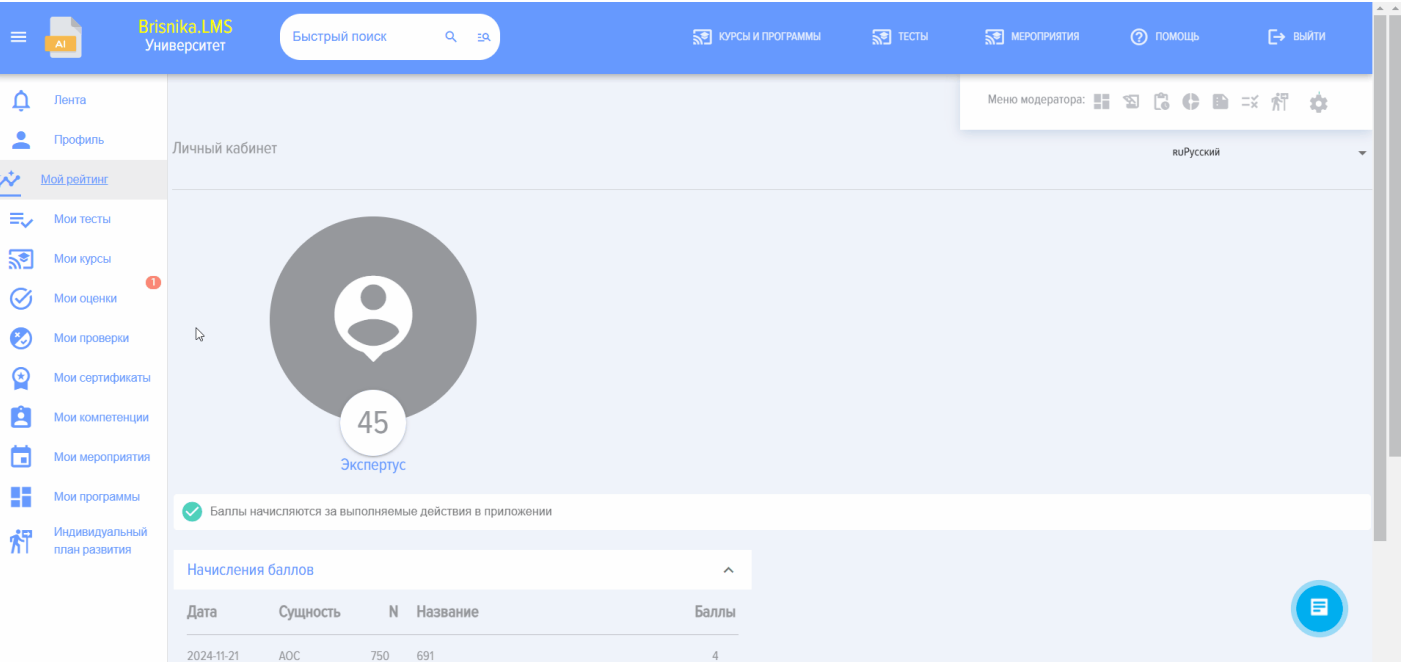 AI
Brisnika.LMS
Университет
Быстрый поиск
КУРСЫ И ПРОГРАММЫ
ТЕСТЫ
МЕРОПРИЯТИЯ
ПОМОЩЬ
ВЫЙТИ
Меню модератора:
Лента
Профиль
Мой рейтинг
Мои тесты
Мои курсы
1
Мои оценки
Мои проверки
Мои сертификаты
Мои компетенции
Мои мероприятия
Мои программы
Индивидуальный
план развития
Личный кабинет
ruРусский
45
Экспертус
Баллы начисляются за выполняемые действия в приложении
Начисления баллов
Дата Сущность N Название Баллы
2024-11-21 АОС 750 691 4